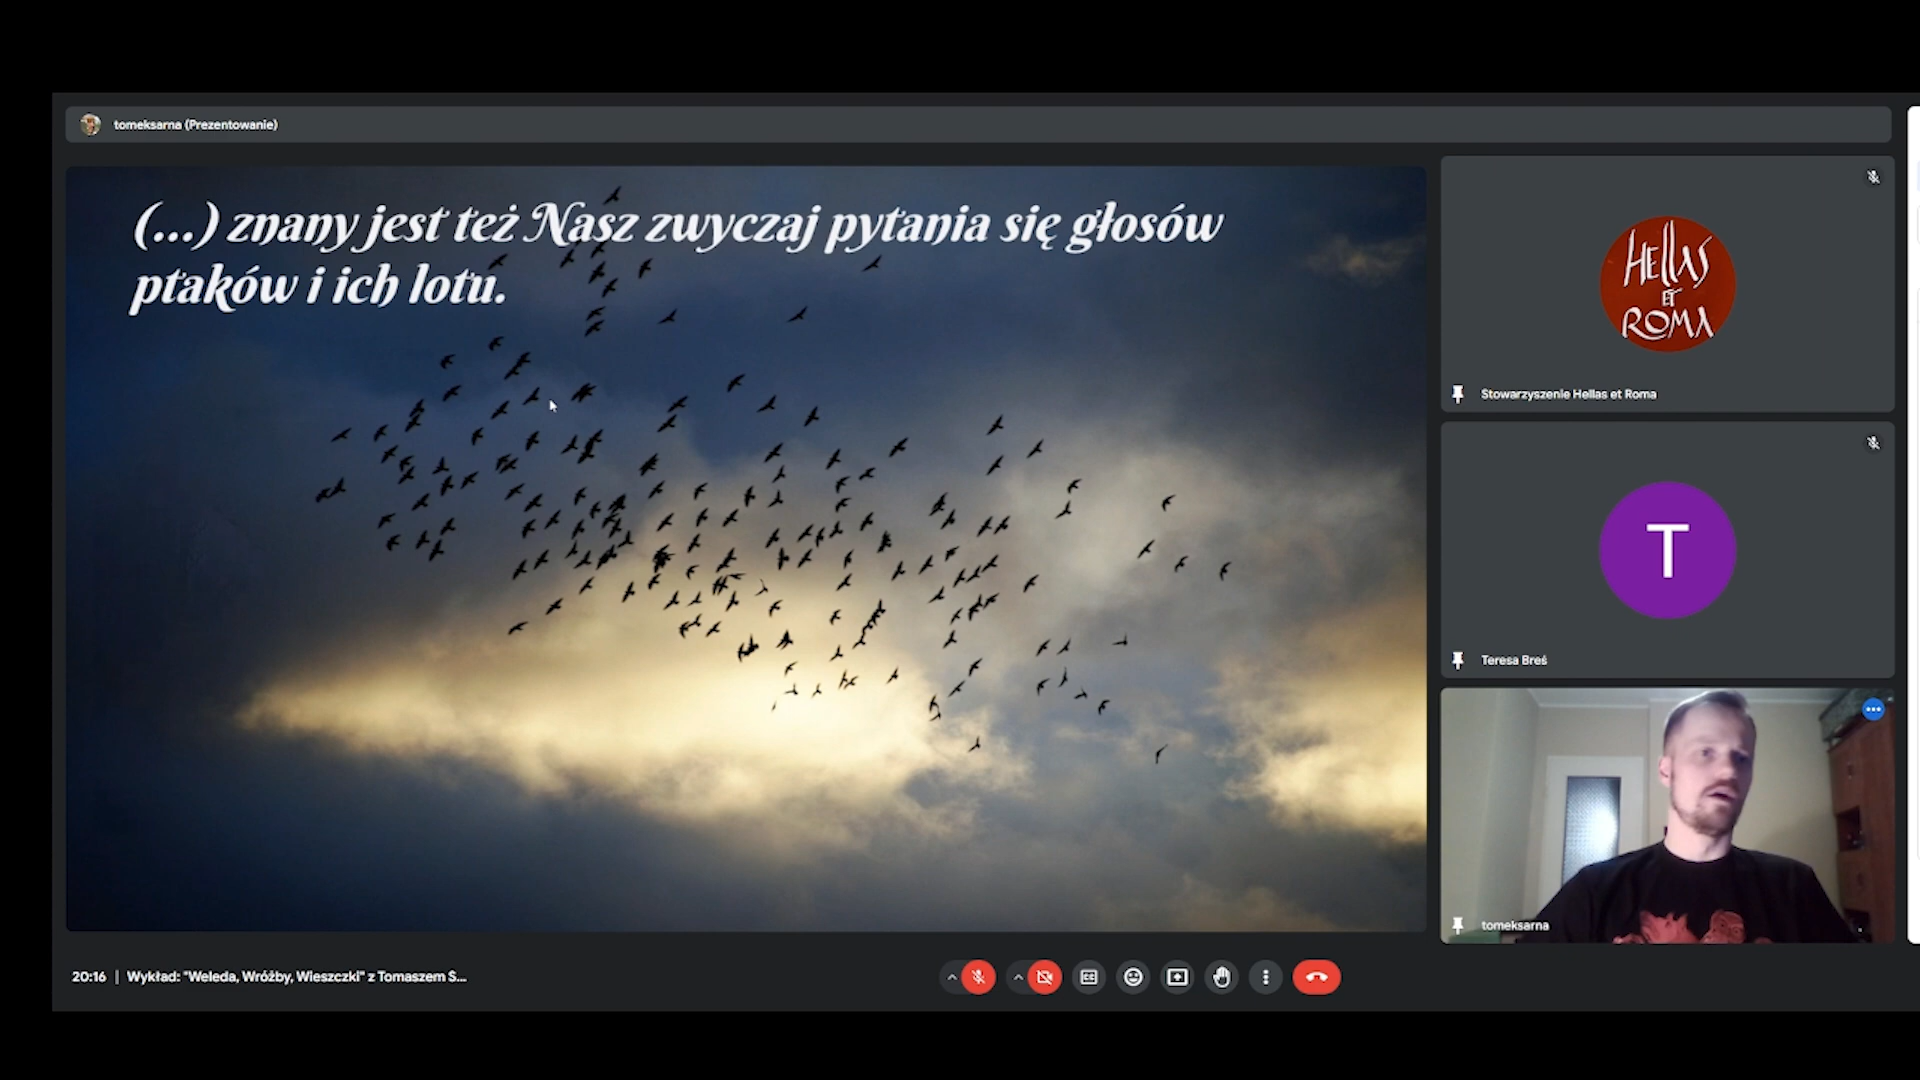 tomeksarna (Prezentowanie)
(...) znany jest też Nasz zwyczaj pytania się głosów
ptaków i ich lotu.
HELLAS
ET
ROMA
Stowarzyszenie Hellas et Roma
T
Teresa Breś
tomeksarna
20:16 | Wykład: "Weleda, Wróżby, Wieszczki" z Tomaszem S...